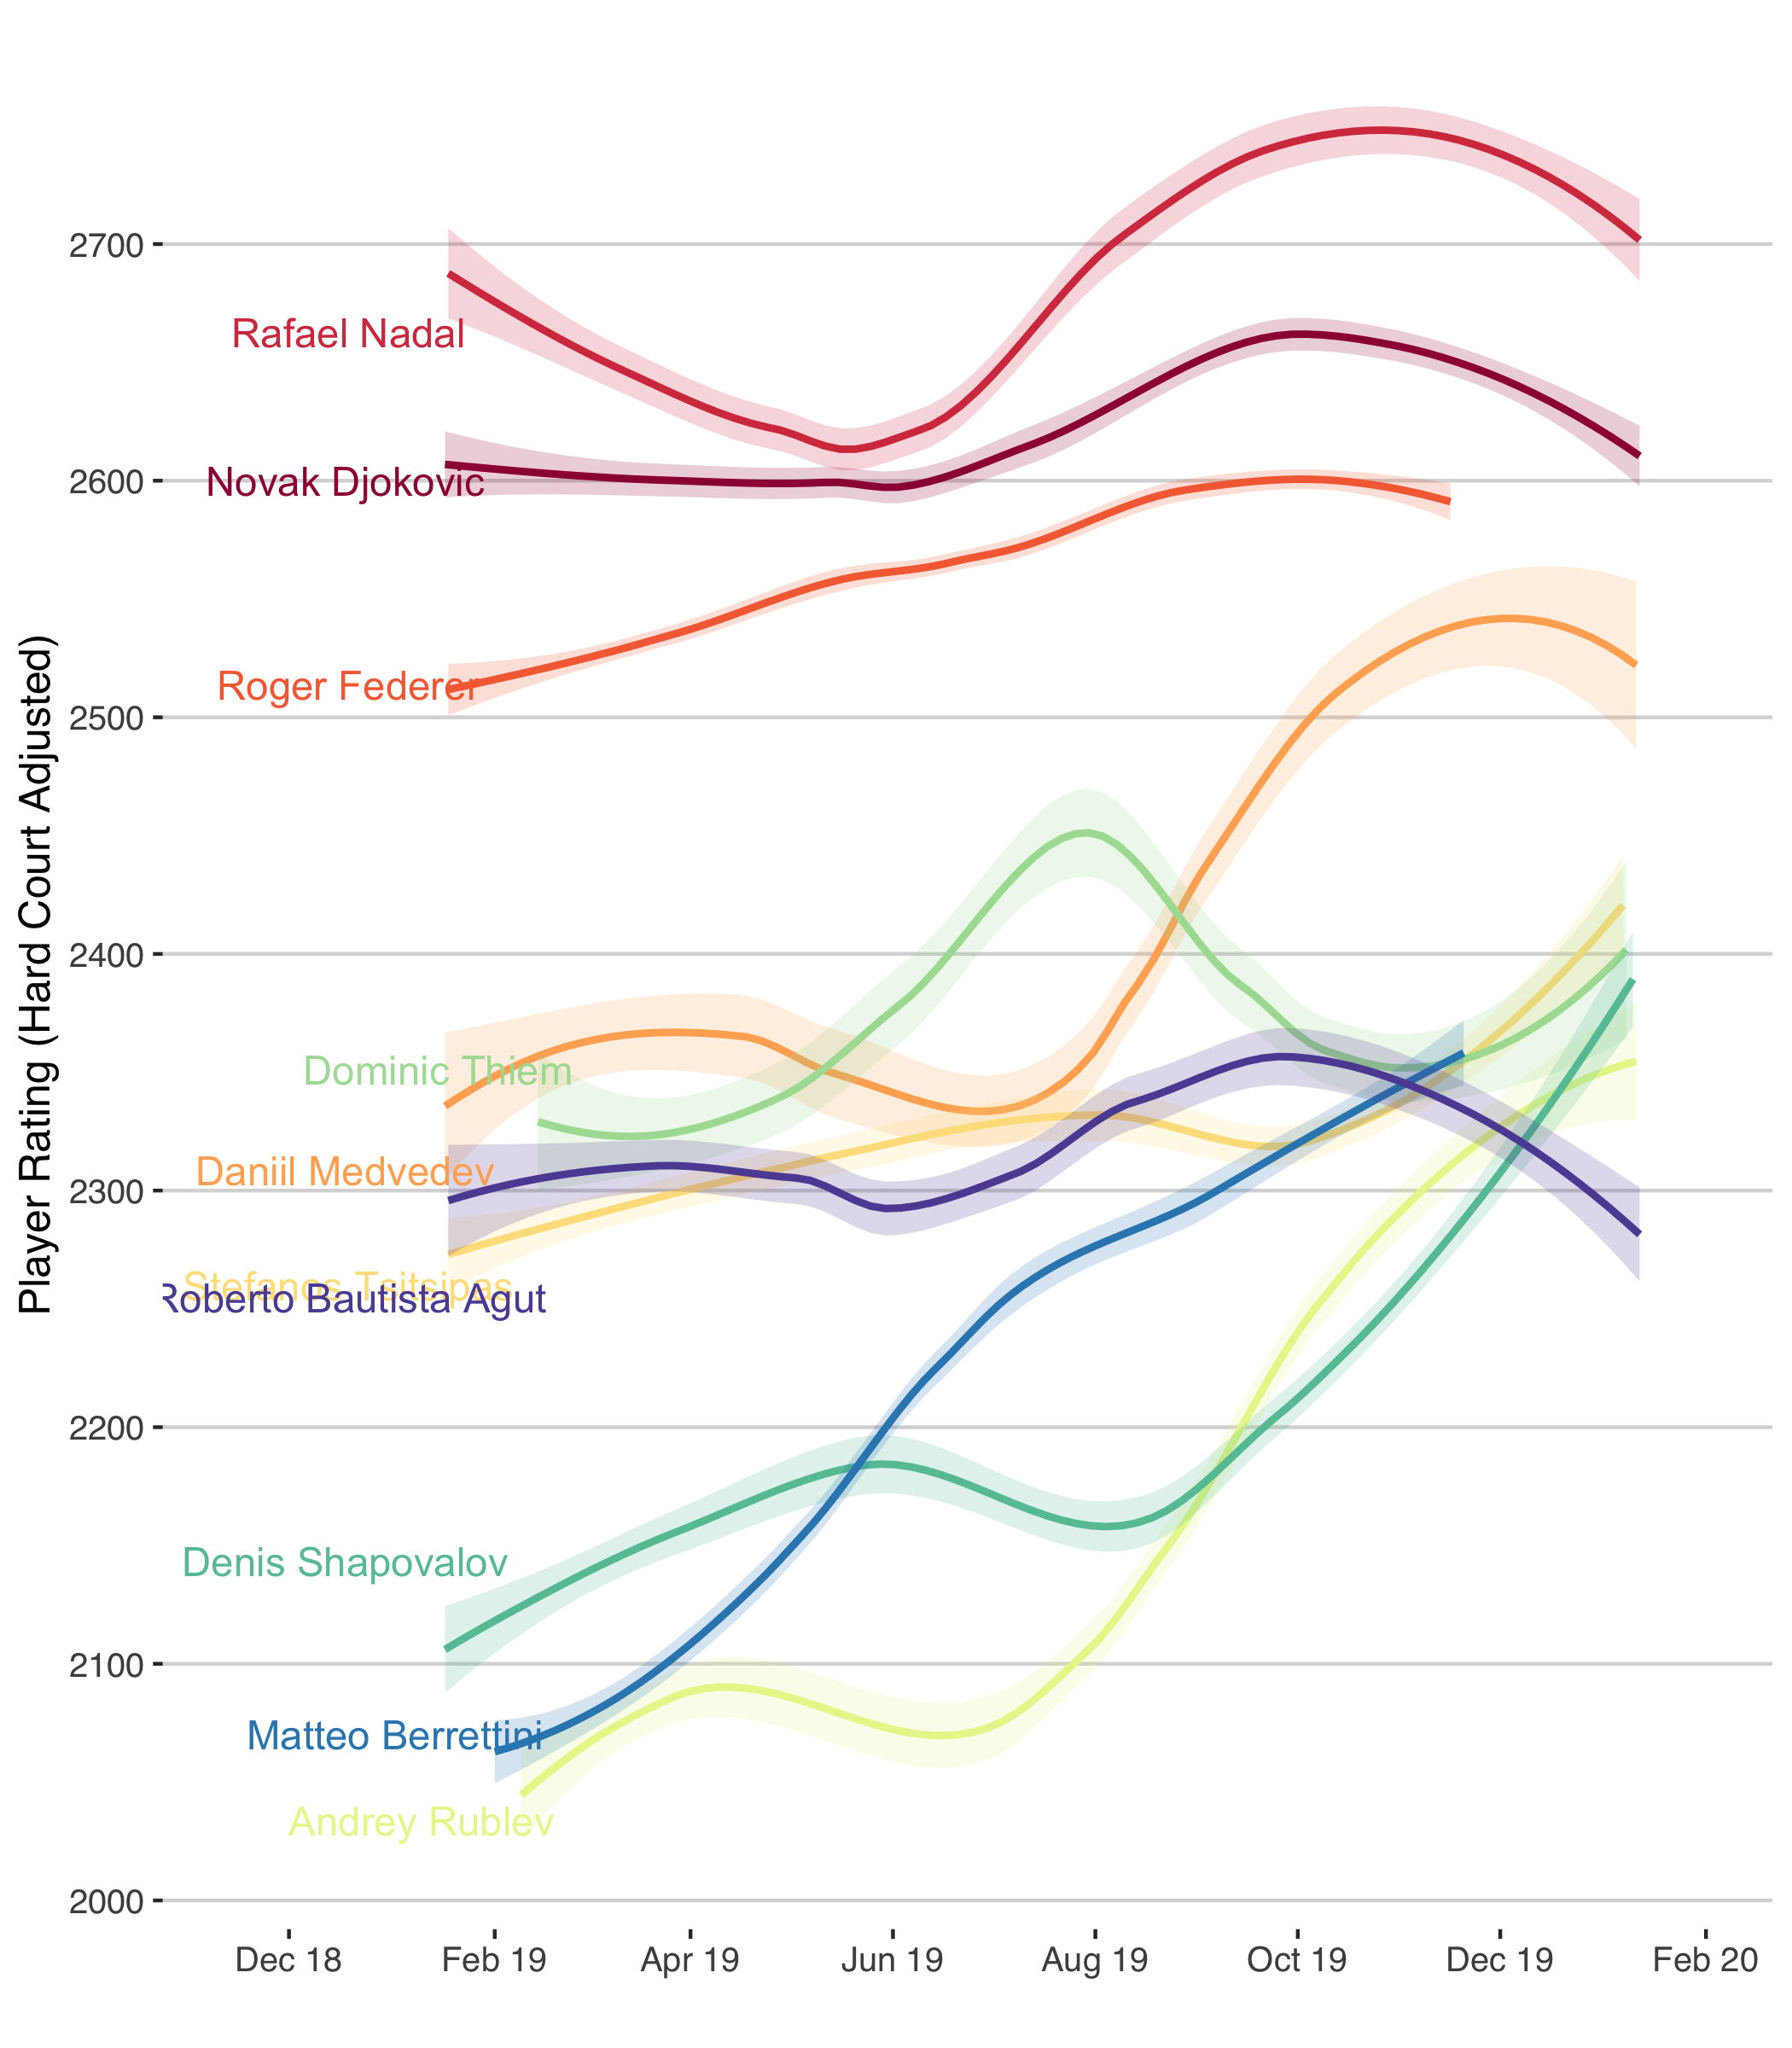 Player Rating (Hard Court Adjusted)
2700
Rafael Nadal
2600
Novak Djokovic
Roger Federer
2500
2400
Dominic Thiem
Daniil Medvedev
2300
Stefanos Tsitsipas
Roberto Bautista Agut
2200
Denis Shapovalov
2100
Matteo Berrettini
Andrey Rublev
2000
Dec 18 Feb 19 Apr 19 Jun 19 Aug 19 Oct 19 Dec 19 Feb 20